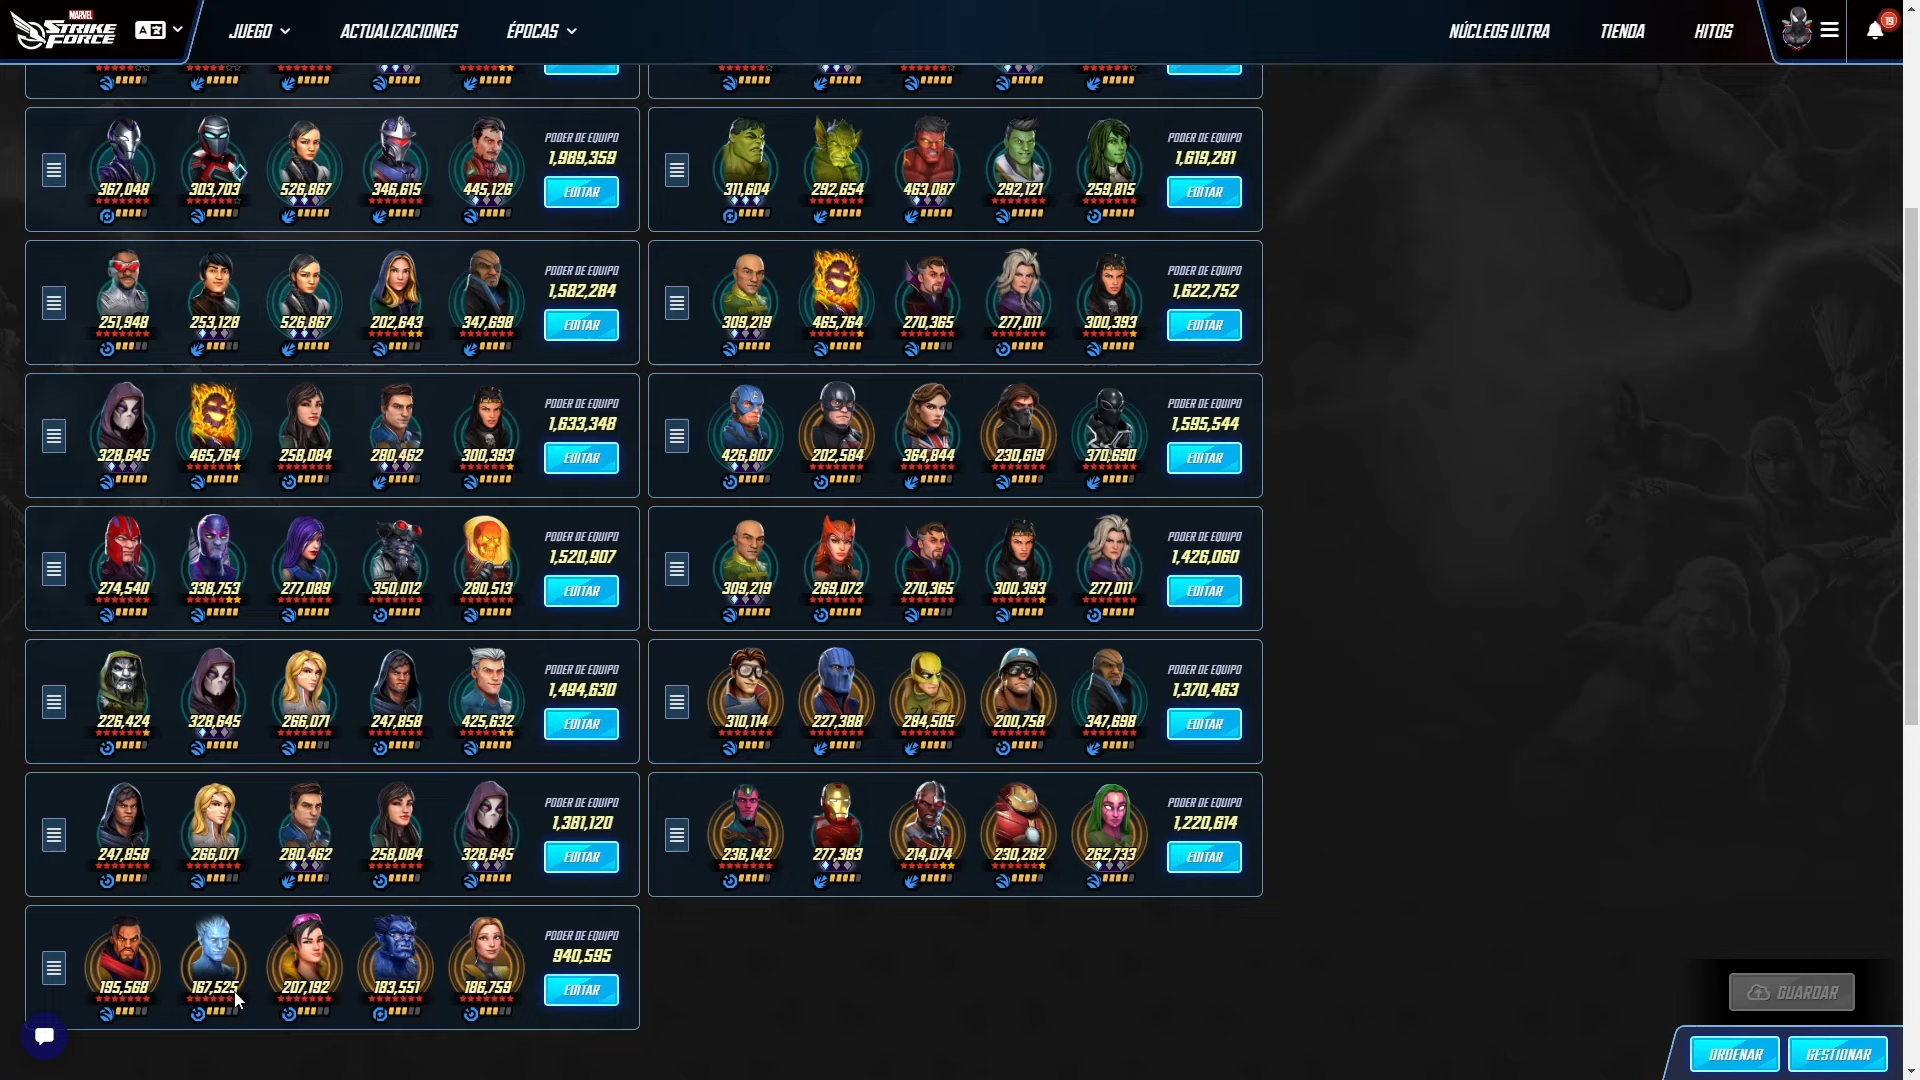 MARVEL
STRIKE
FORCE
JUEGO
ACTUALIZACIONES
ÉPOCAS
NÚCLEOS ULTRA
TIENDA
HITOS
19
367,048 303,703 526,867 346,615 445,126
PODER DE EQUIPO
1,989,359
EDITAR
311,604 292,654 463,087 292,121 259,815
PODER DE EQUIPO
1,619,281
EDITAR
251,948 253,128 526,867 202,643 347,698
PODER DE EQUIPO
1,582,284
EDITAR
309,219 465,764 270,365 277,011 300,393
PODER DE EQUIPO
1,622,752
EDITAR
328,645 465,764 258,084 280,462 300,393
PODER DE EQUIPO
1,633,348
EDITAR
426,807 202,584 364,844 230,619 370,690
PODER DE EQUIPO
1,595,544
EDITAR
274,540 338,753 277,089 350,012 280,513
PODER DE EQUIPO
1,520,907
EDITAR
309,219 269,072 270,365 300,393 277,011
PODER DE EQUIPO
1,426,060
EDITAR
226,424 328,645 266,071 247,858 425,632
PODER DE EQUIPO
1,494,630
EDITAR
310,114 227,388 284,505 200,758 347,698
PODER DE EQUIPO
1,370,463
EDITAR
247,858 266,071 280,462 258,084 328,645
PODER DE EQUIPO
1,381,120
EDITAR
236,142 277,383 214,074 230,282 262,733
PODER DE EQUIPO
1,220,614
EDITAR
195,568 167,525 207,192 183,551 186,759
PODER DE EQUIPO
940,595
EDITAR
GUARDAR
ORDENAR
GESTIONAR